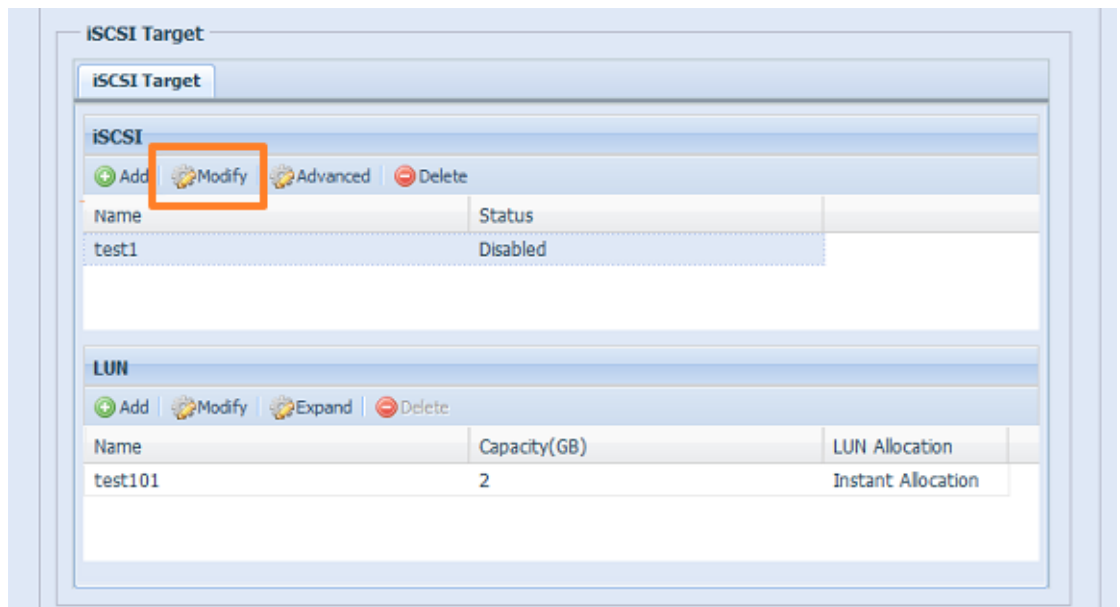 iSCSI Target
iSCSI Target
iSCSI
Add Modify Advanced Delete
Name Status
test1 Disabled
LUN
Add Modify Expand Delete
Name Capacity(GB) LUN Allocation
test101 2 Instant Allocation